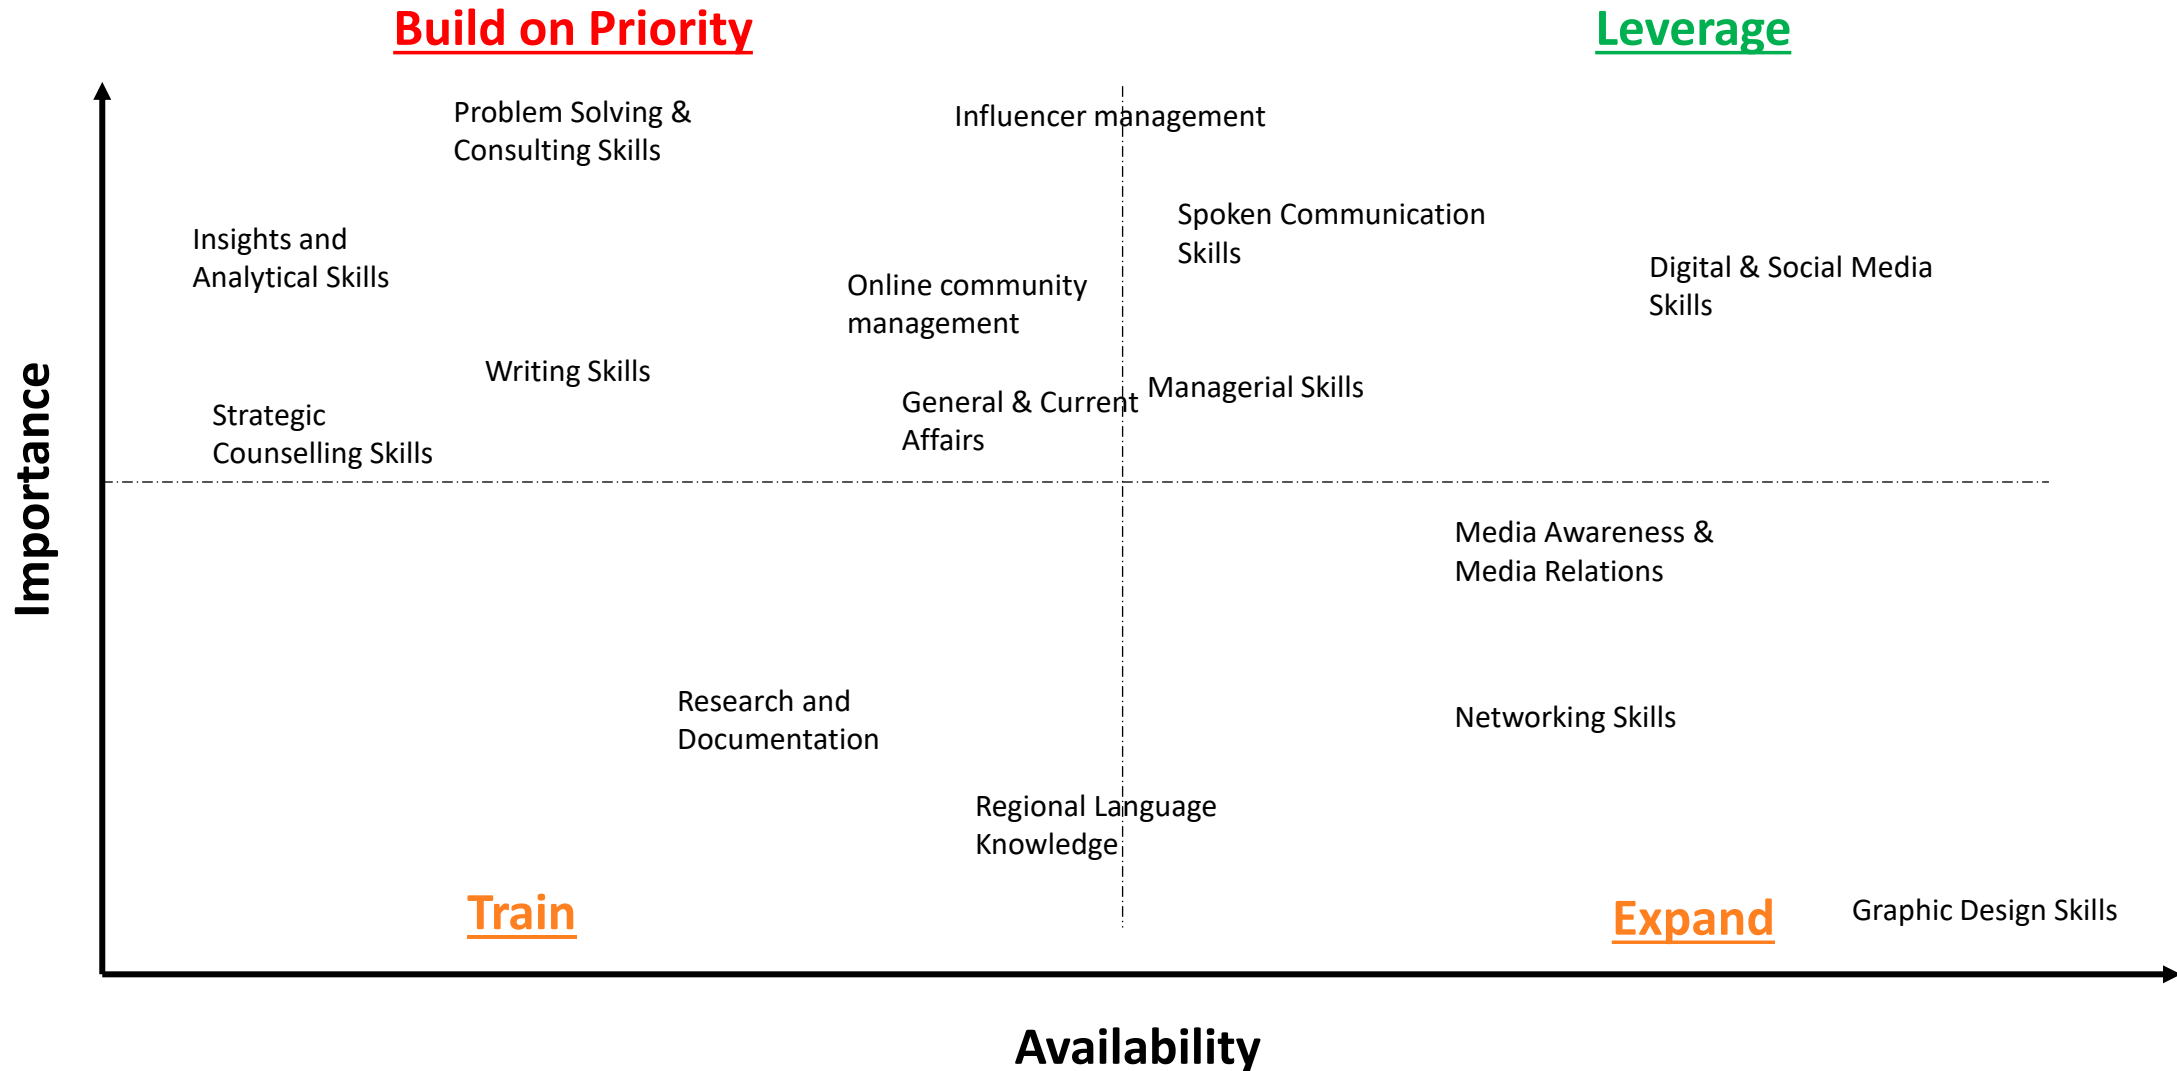 Build on Priority
Leverage
Problem Solving &
Consulting Skills
Influencer management
Spoken Communication
Skills
Insights and
Analytical Skills
Digital & Social Media
Skills
Online community
management
Writing Skills
Managerial Skills
General & Current
Affairs
Strategic
Counselling Skills
Importance
Media Awareness &
Media Relations
Research and
Documentation
Networking Skills
Regional Language
Knowledge
Train
Expand
Graphic Design Skills
Availability